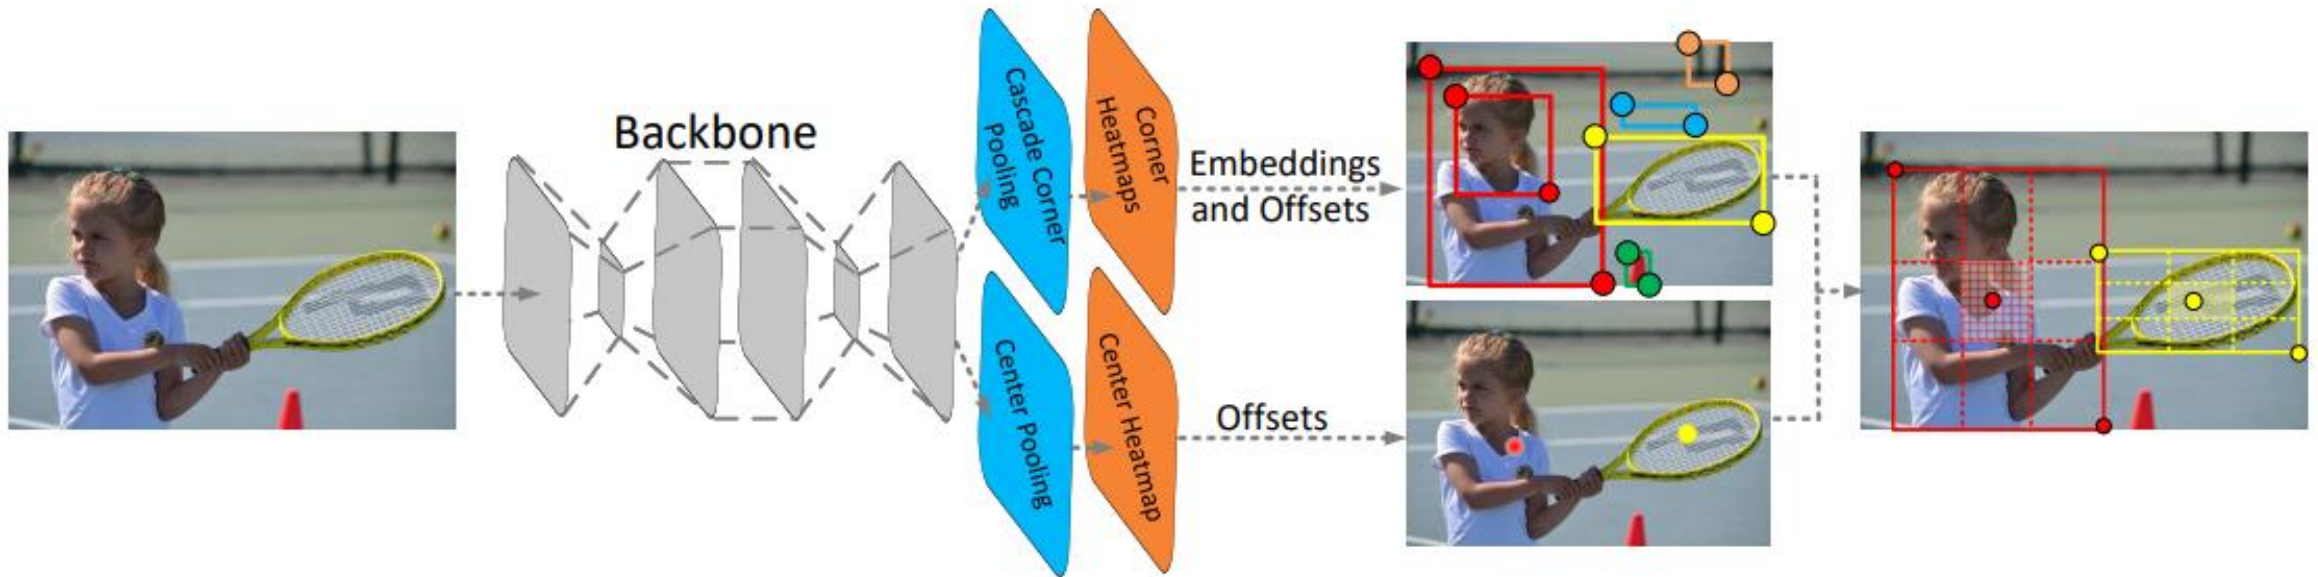 Backbone
Cascade Corner
Pooling
Corner
Heatmaps
Embeddings
and Offsets
Center Pooling
Center Heatmap
Offsets